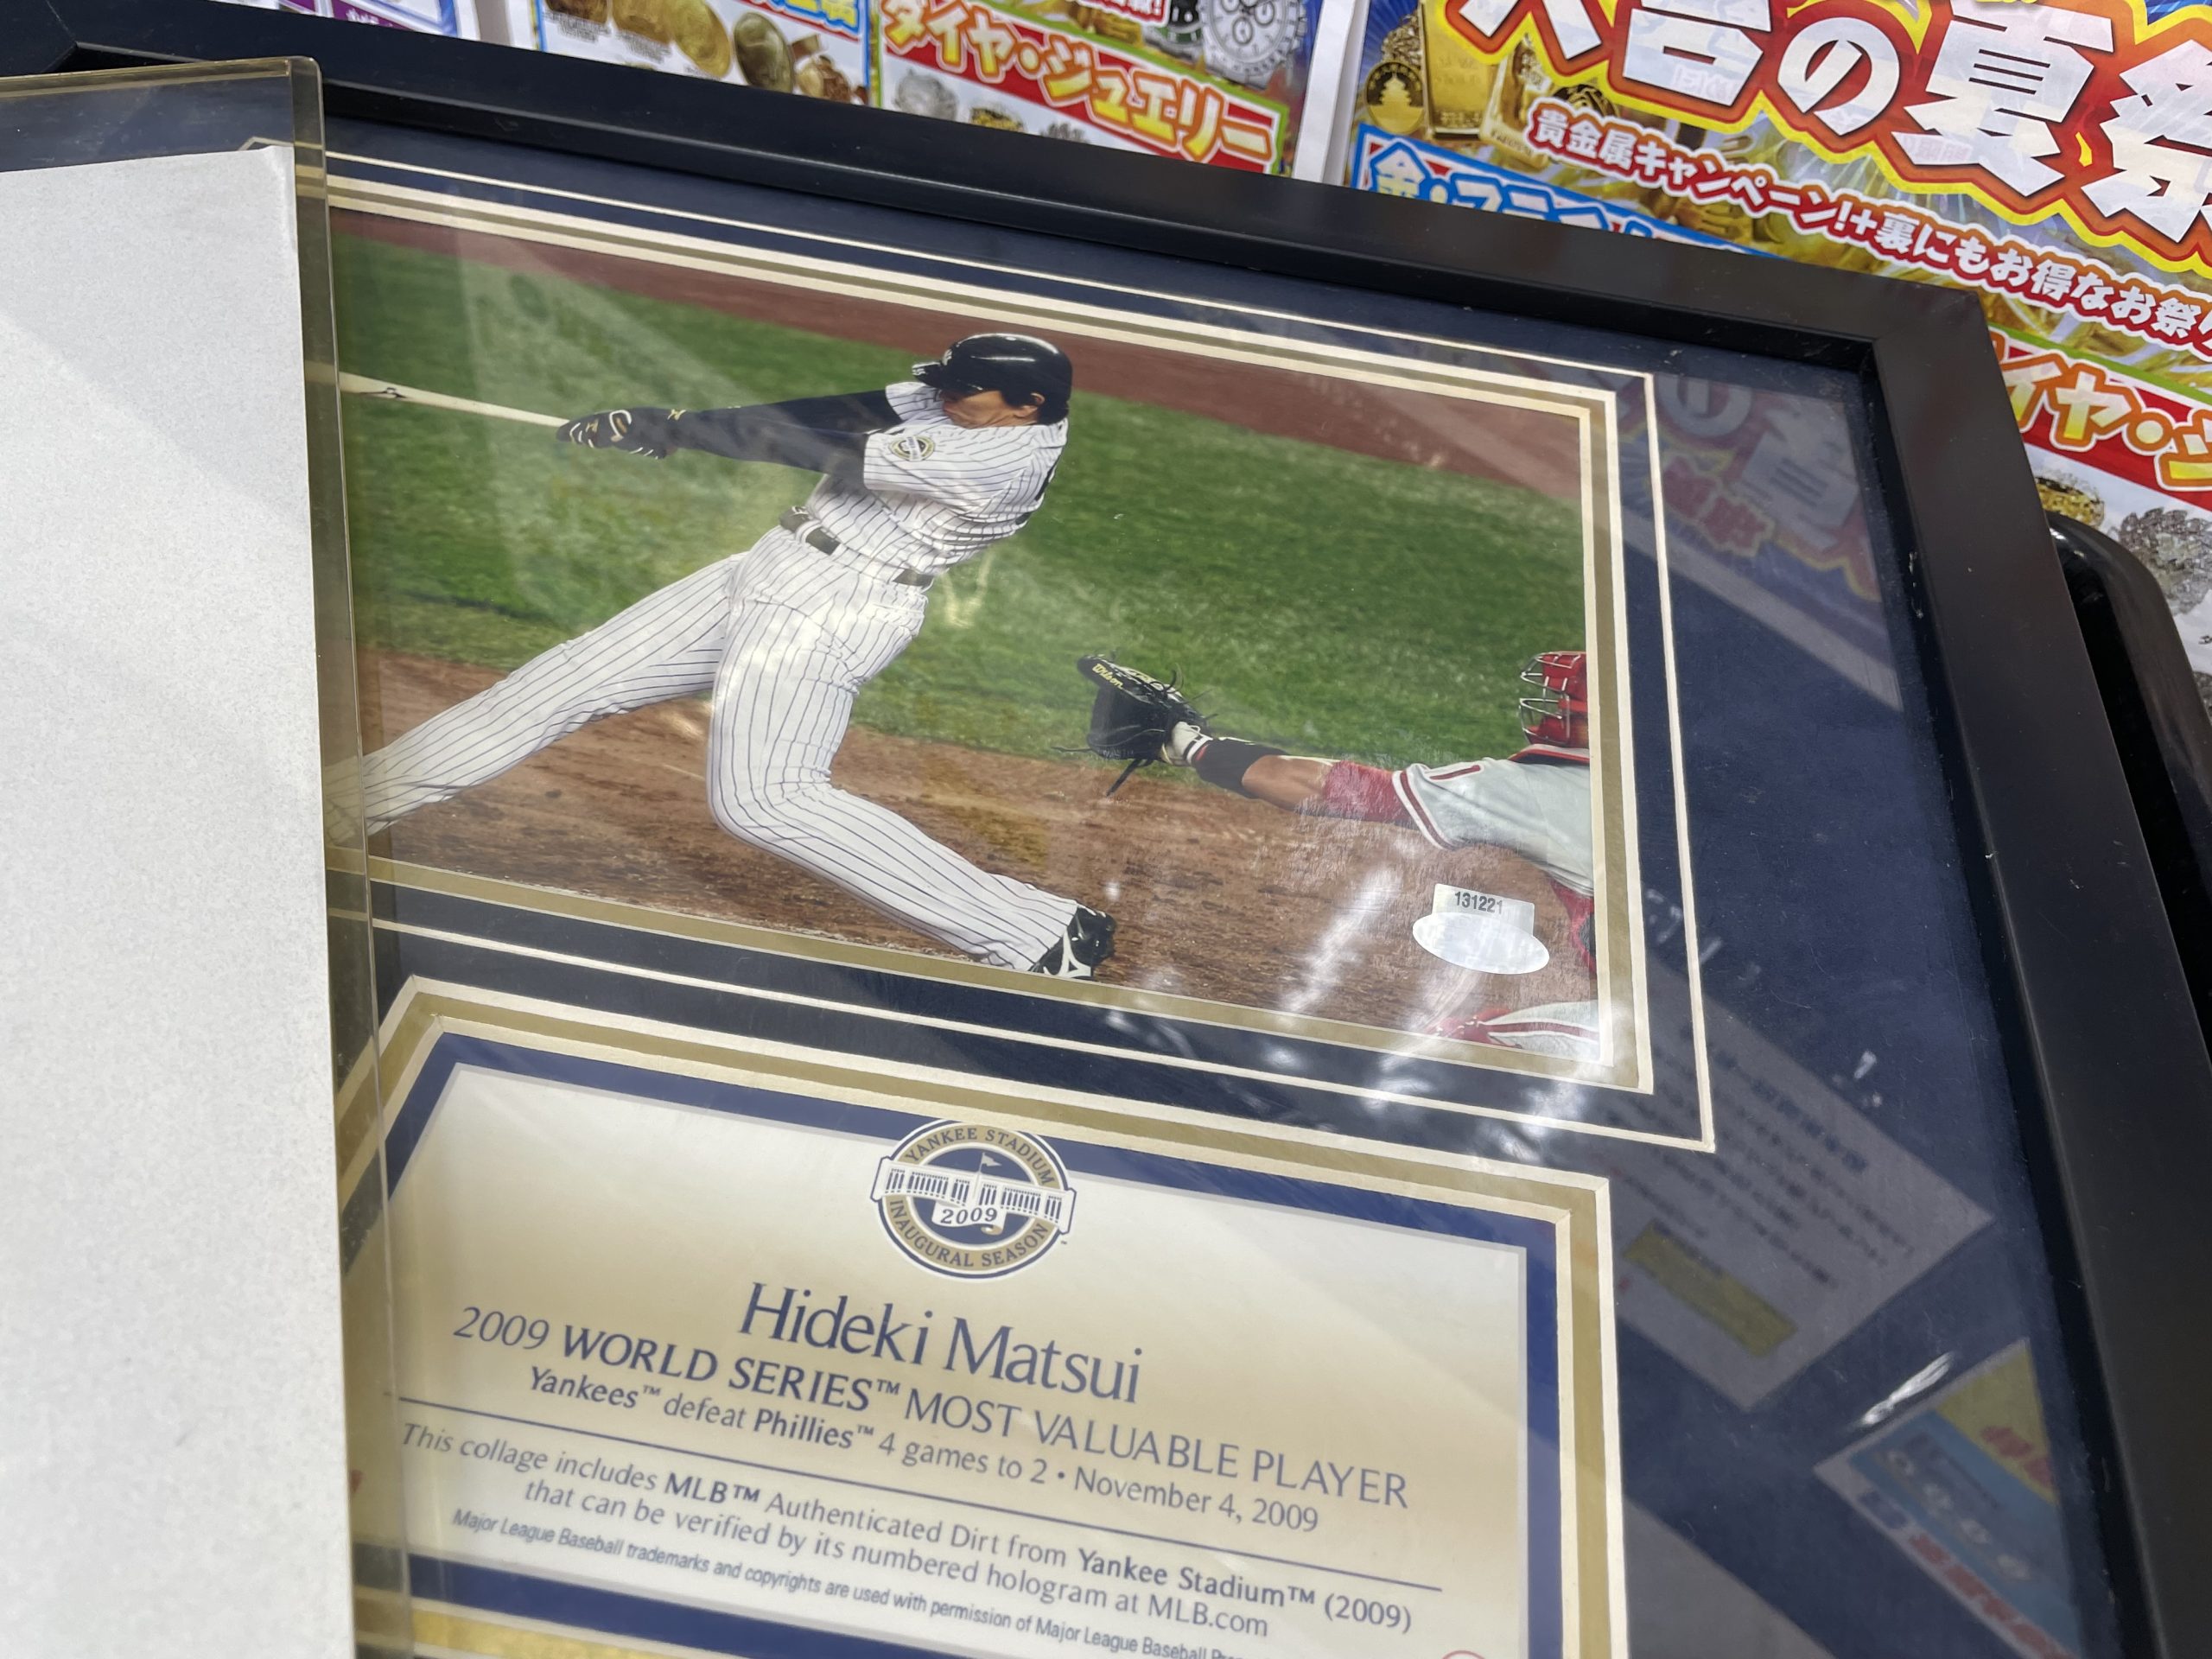 ダイヤ・ジュエリー
の夏祭
貴金属キャンペーン!+裏にもお得なお祭り
Wilson
131221
YANKEE STADIUM
2009
INAUGURAL SEASON
Hideki Matsui
2009 WORLD SERIES™ MOST VALUABLE PLAYER
Yankees™ defeat Phillies™ 4 games to 2 • November 4, 2009
This collage includes MLB™ Authenticated Dirt from Yankee Stadium™ (2009)
that can be verified by its numbered hologram at MLB.com
Major League Baseball trademarks and copyrights are used with permission of Major League Baseball